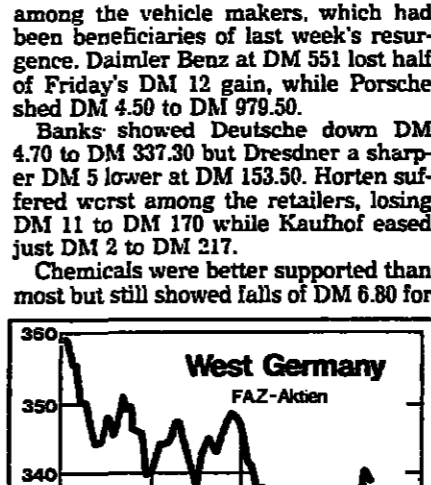 among the vehicle makers, which had
been beneficiaries of last week's resur-
gence. Daimler Benz at DM 551 lost half
of Friday's DM 12 gain, while Porsche
shed DM 4.50 to DM 979.50.
Banks showed Deutsche down DM
4.70 to DM 337.30 but Dresdner a sharp-
er DM 5 lower at DM 153.50. Horten suf-
fered worst among the retailers, losing
DM 11 to DM 170 while Kaufhof eased
just DM 2 to DM 217.
Chemicals were better supported than
most but still showed falls of DM 6.80 for
360
West Germany
FAZ-Aktien
350
340